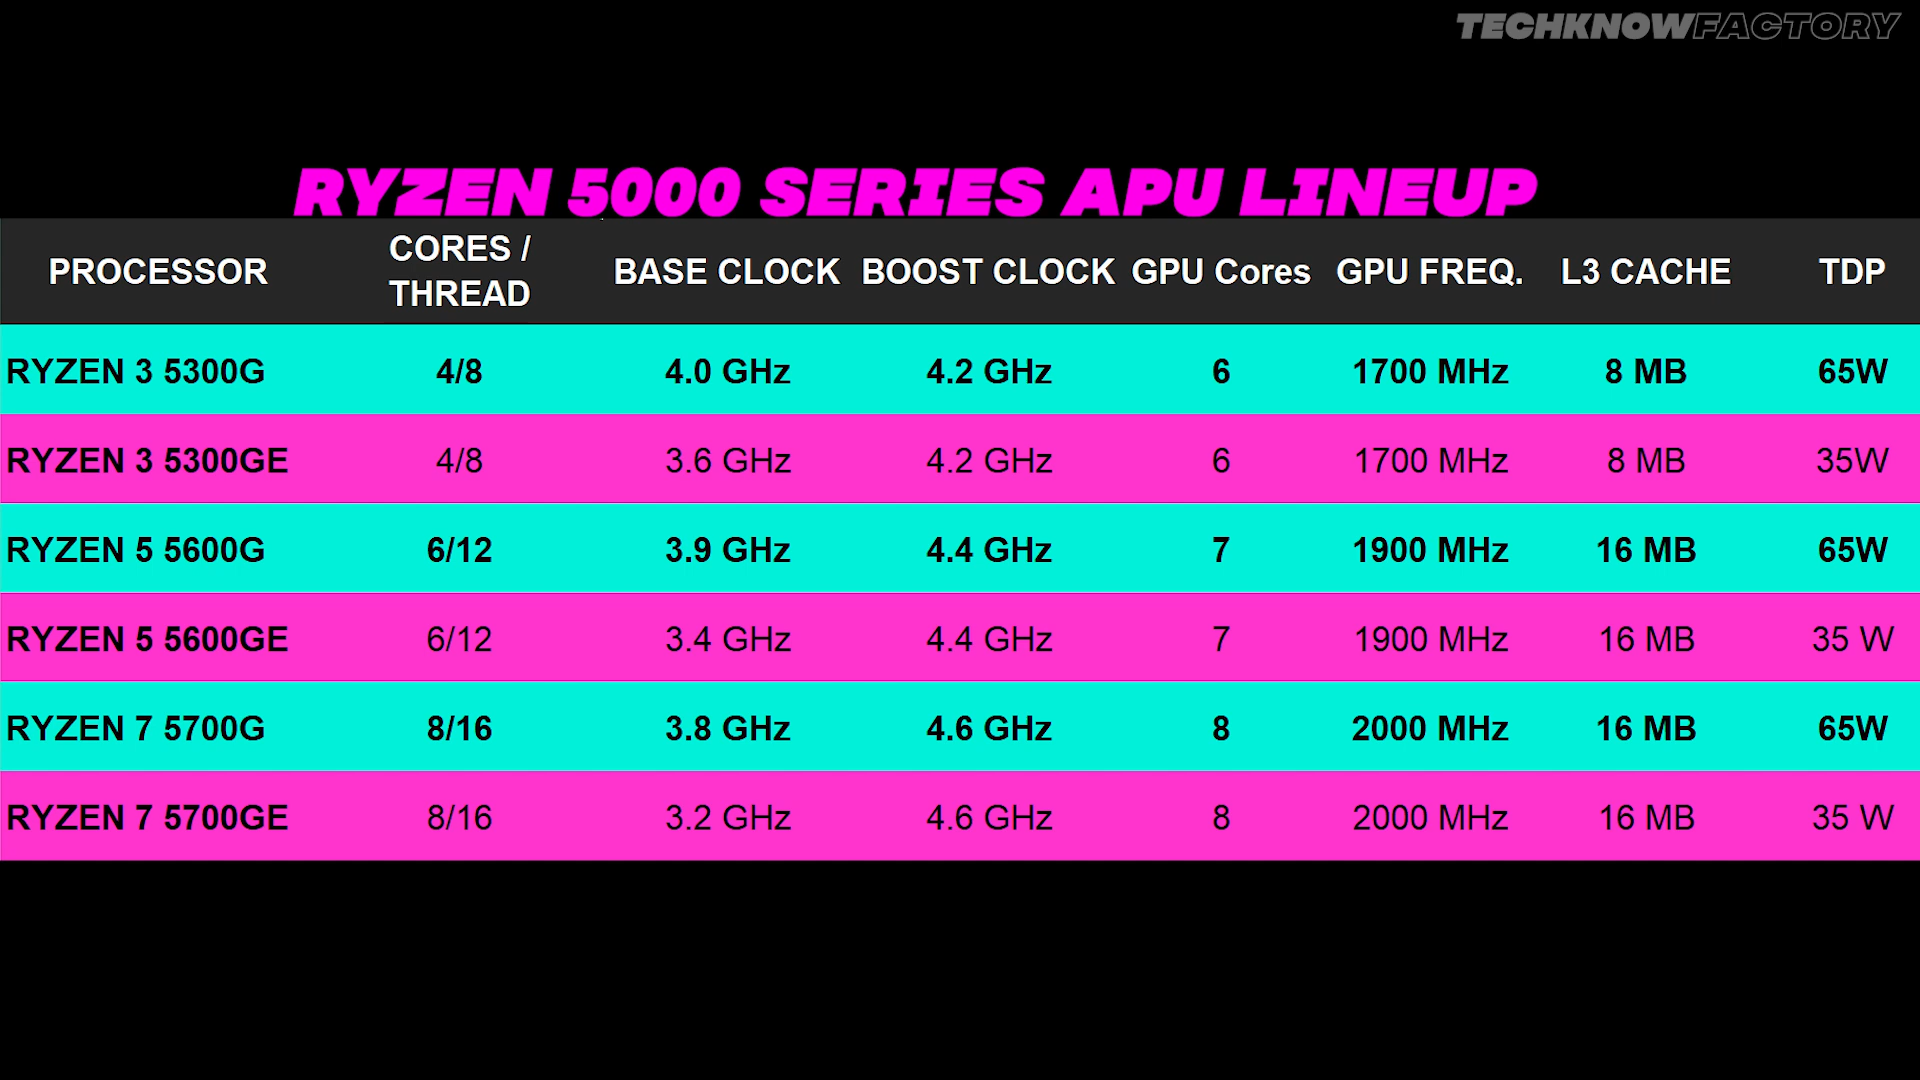 TECHKNOWFACTORY
RYZEN 5000 SERIES APU LINEUP
PROCESSOR CORES / THREAD BASE CLOCK BOOST CLOCK GPU Cores GPU FREQ. L3 CACHE TDP
RYZEN 3 5300G 4/8 4.0 GHz 4.2 GHz 6 1700 MHz 8 MB 65W
RYZEN 3 5300GE 4/8 3.6 GHz 4.2 GHz 6 1700 MHz 8 MB 35W
RYZEN 5 5600G 6/12 3.9 GHz 4.4 GHz 7 1900 MHz 16 MB 65W
RYZEN 5 5600GE 6/12 3.4 GHz 4.4 GHz 7 1900 MHz 16 MB 35 W
RYZEN 7 5700G 8/16 3.8 GHz 4.6 GHz 8 2000 MHz 16 MB 65W
RYZEN 7 5700GE 8/16 3.2 GHz 4.6 GHz 8 2000 MHz 16 MB 35 W